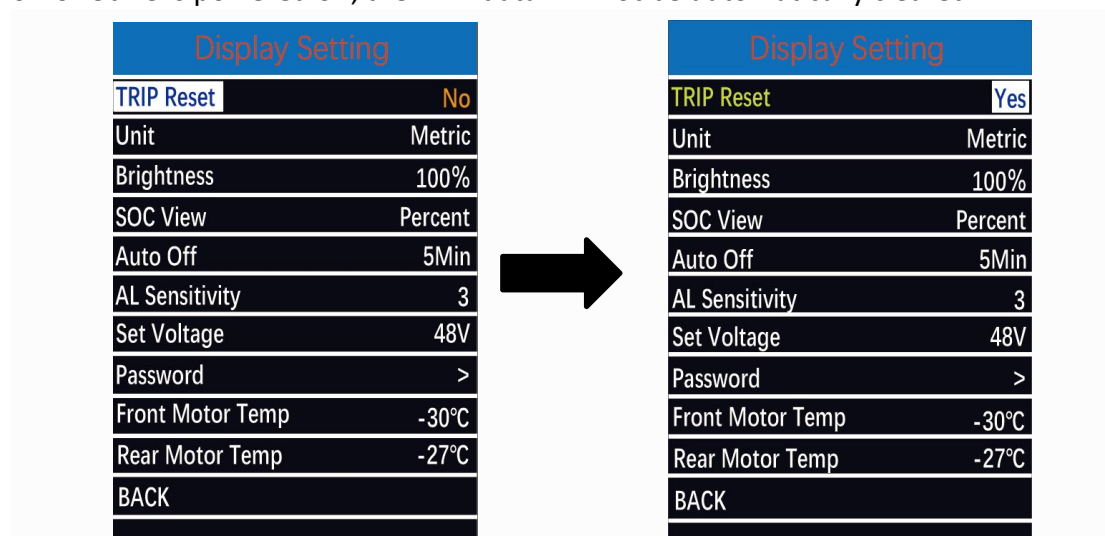 Display Setting
TRIP Reset No
Unit Metric
Brightness 100%
SOC View Percent
Auto Off 5Min
AL Sensitivity 3
Set Voltage 48V
Password >
Front Motor Temp -30℃
Rear Motor Temp -27℃
BACK
Display Setting
TRIP Reset Yes
Unit Metric
Brightness 100%
SOC View Percent
Auto Off 5Min
AL Sensitivity 3
Set Voltage 48V
Password >
Front Motor Temp -30℃
Rear Motor Temp -27℃
BACK